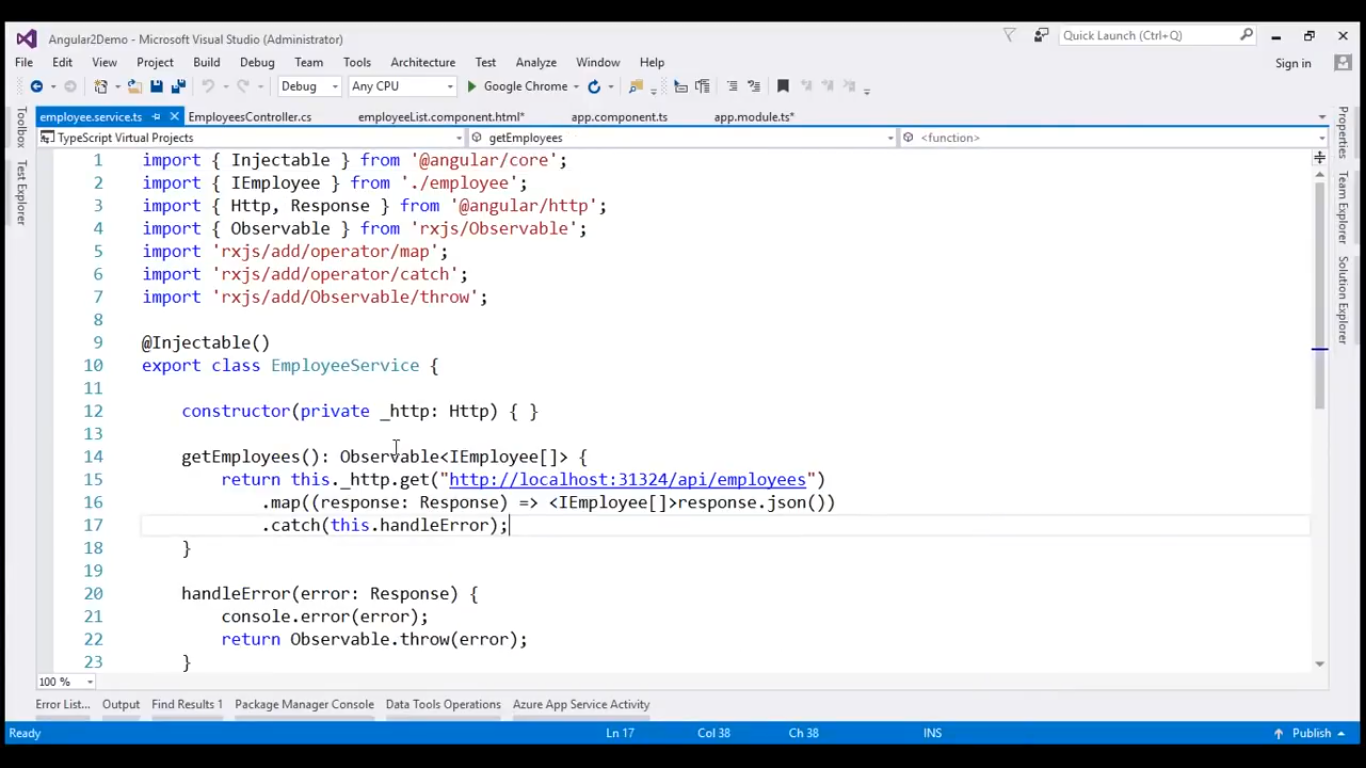 Angular2Demo - Microsoft Visual Studio (Administrator)
Quick Launch (Ctrl+Q)
File Edit View Project Build Debug Team Tools Architecture Test Analyze Window Help
Sign in
Debug Any CPU Google Chrome
employee.service.ts EmployeesController.cs employeeList.component.html* app.component.ts app.module.ts*
TypeScript Virtual Projects getEmployees <function>
Toolbox
Test Explorer
1 import { Injectable } from '@angular/core';
2 import { IEmployee } from './employee';
3 import { Http, Response } from '@angular/http';
4 import { Observable } from 'rxjs/Observable';
5 import 'rxjs/add/operator/map';
6 import 'rxjs/add/operator/catch';
7 import 'rxjs/add/Observable/throw';
8
9 @Injectable()
10 export class EmployeeService {
11
12 constructor(private _http: Http) { }
13
14 getEmployees(): Observable<IEmployee[]> {
15 return this._http.get("http://localhost:31324/api/employees")
16 .map((response: Response) => <IEmployee[]>response.json())
17 .catch(this.handleError);
18 }
19
20 handleError(error: Response) {
21 console.error(error);
22 return Observable.throw(error);
23 }
Properties
Team Explorer
Solution Explorer
100 %
Error List... Output Find Results 1 Package Manager Console Data Tools Operations Azure App Service Activity
Ready Ln 17 Col 38 Ch 38 INS Publish